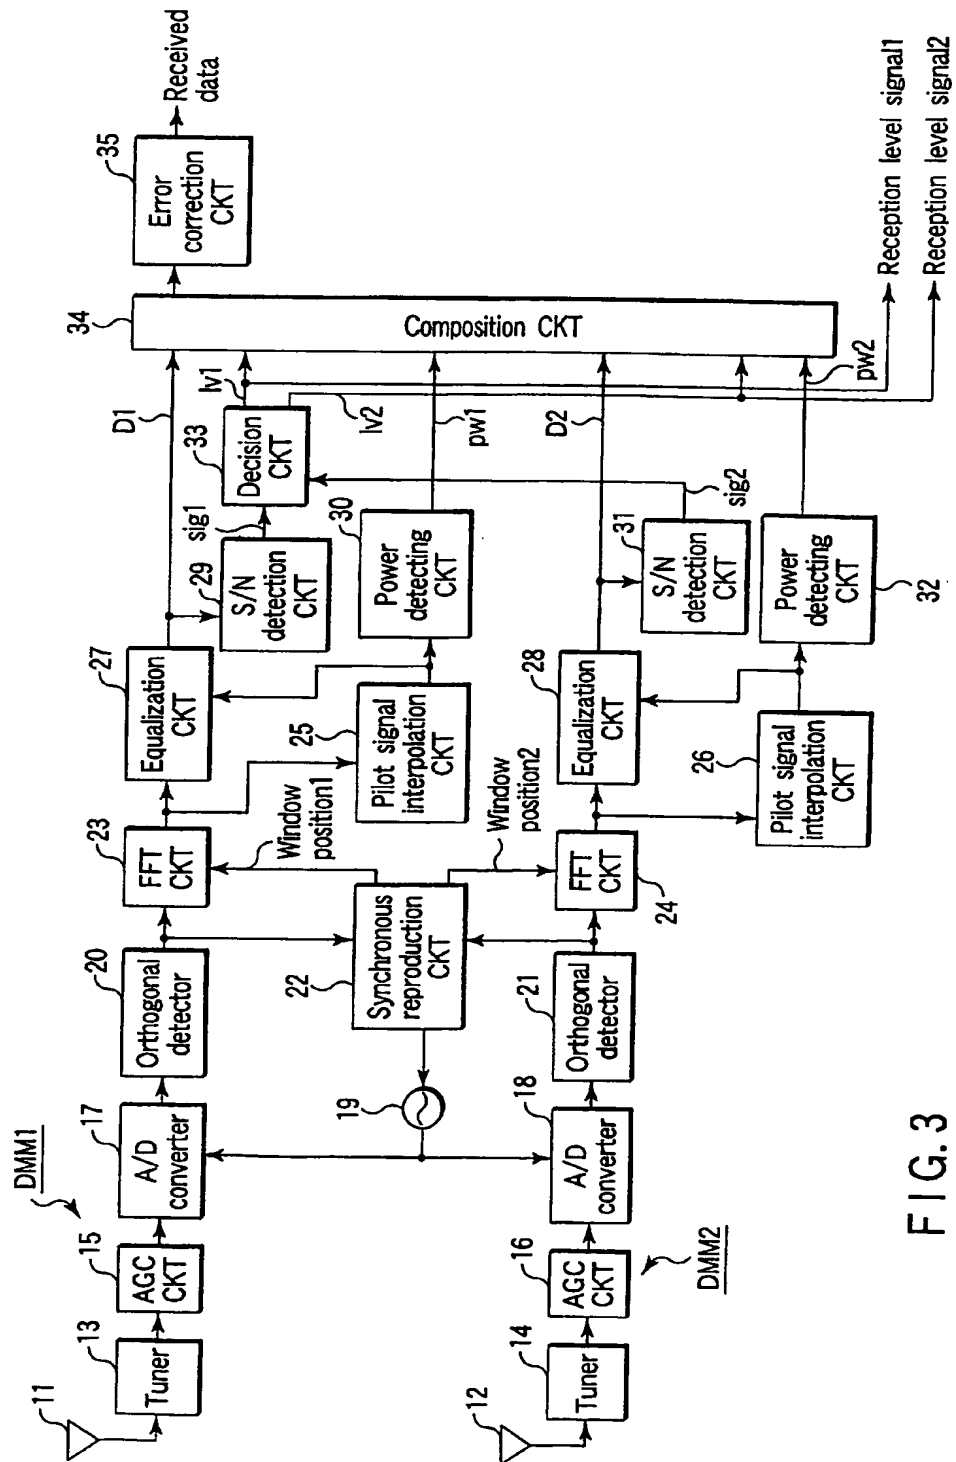 DMM1
11
13
Tuner
15
AGC
CKT
17
A/D
converter
20
Orthogonal
detector
23
FFT
CKT
27
Equalization
CKT
D1
29
S/N
detection
CKT
sig1
33
Decision
CKT
lv1
lv2
34
Composition CKT
35
Error
correction
CKT
Received
data
19
22
Synchronous
reproduction
CKT
Window
position1
25
Pilot signal
interpolation
CKT
30
Power
detecting
CKT
pw1
Window
position2
12
14
Tuner
16
AGC
CKT
DMM2
18
A/D
converter
21
Orthogonal
detector
24
FFT
CKT
28
Equalization
CKT
D2
31
S/N
detection
CKT
sig2
26
Pilot signal
interpolation
CKT
32
Power
detecting
CKT
pw2
Reception level signal1
Reception level signal2
FIG. 3